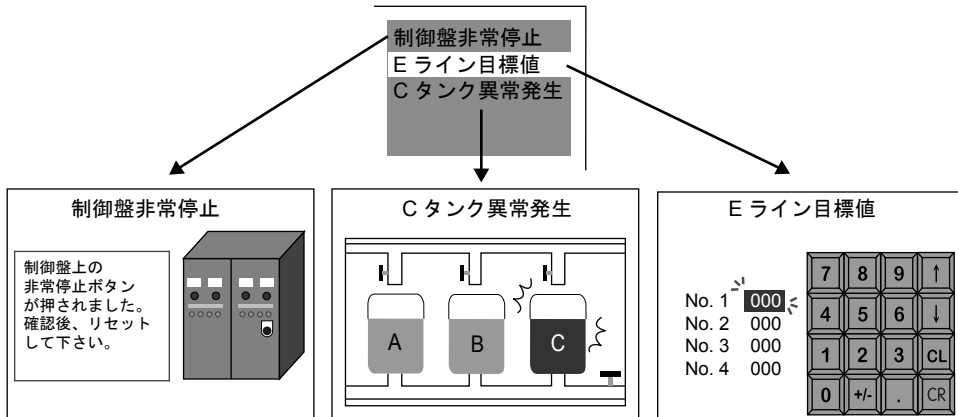 制御盤非常停止
E ライン目標値
C タンク異常発生
制御盤非常停止
制御盤上の
非常停止ボタン
が押されました。
確認後、リセット
して下さい。
C タンク異常発生
A B C
E ライン目標値
No. 1 000
No. 2 000
No. 3 000
No. 4 000
7 8 9 ↑
4 5 6 ↓
1 2 3 CL
0 +/- . CR